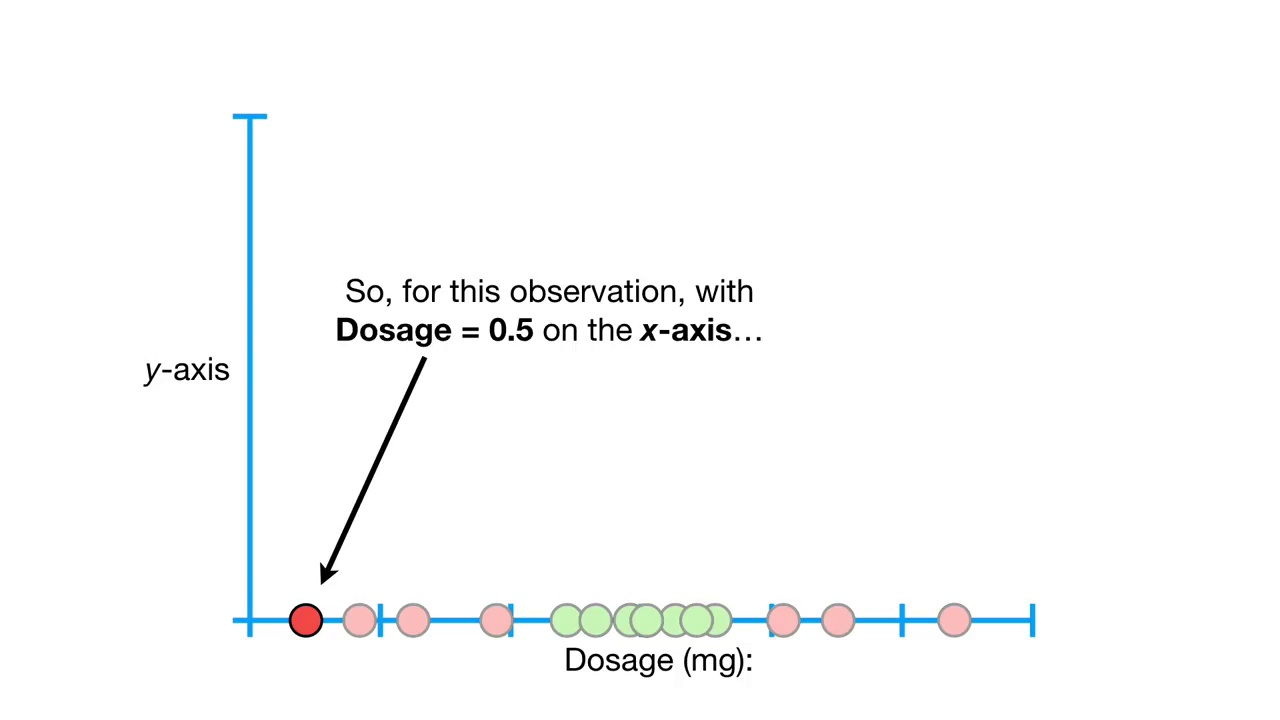 So, for this observation, with
Dosage = 0.5 on the x-axis…
y-axis
Dosage (mg):